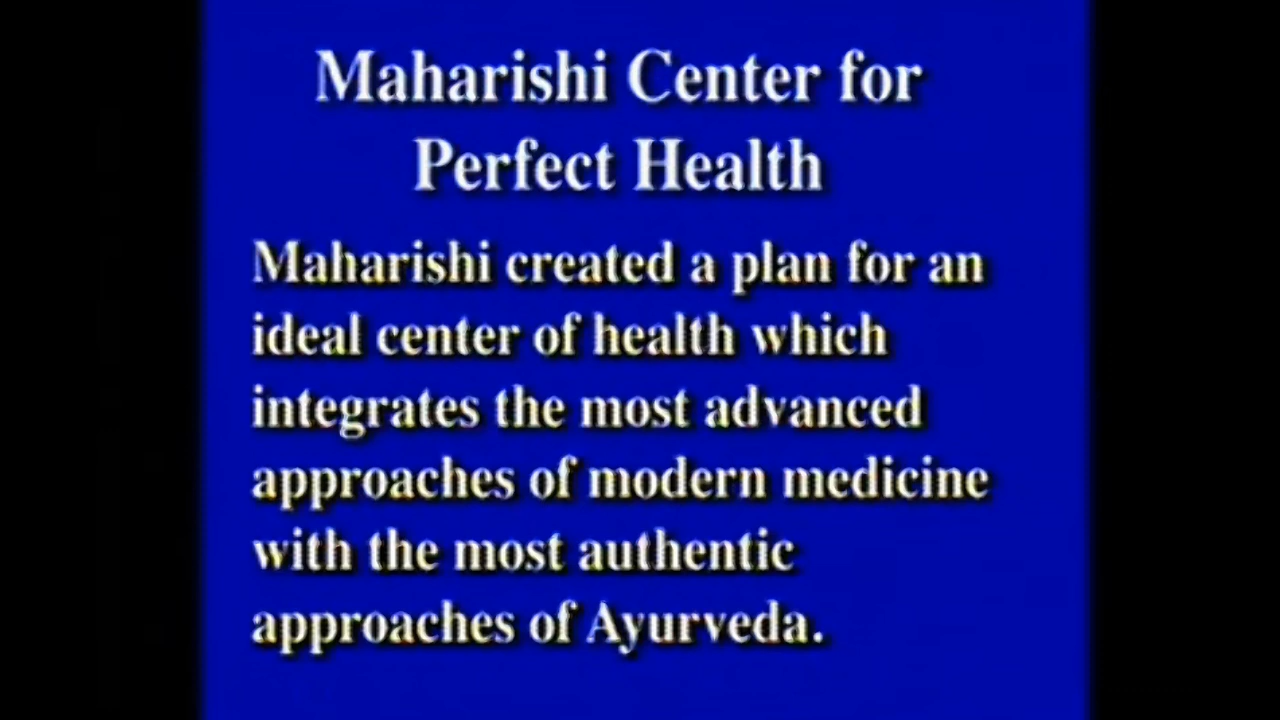 Maharishi Center for
Perfect Health
Maharishi created a plan for an
ideal center of health which
integrates the most advanced
approaches of modern medicine
with the most authentic
approaches of Ayurveda.